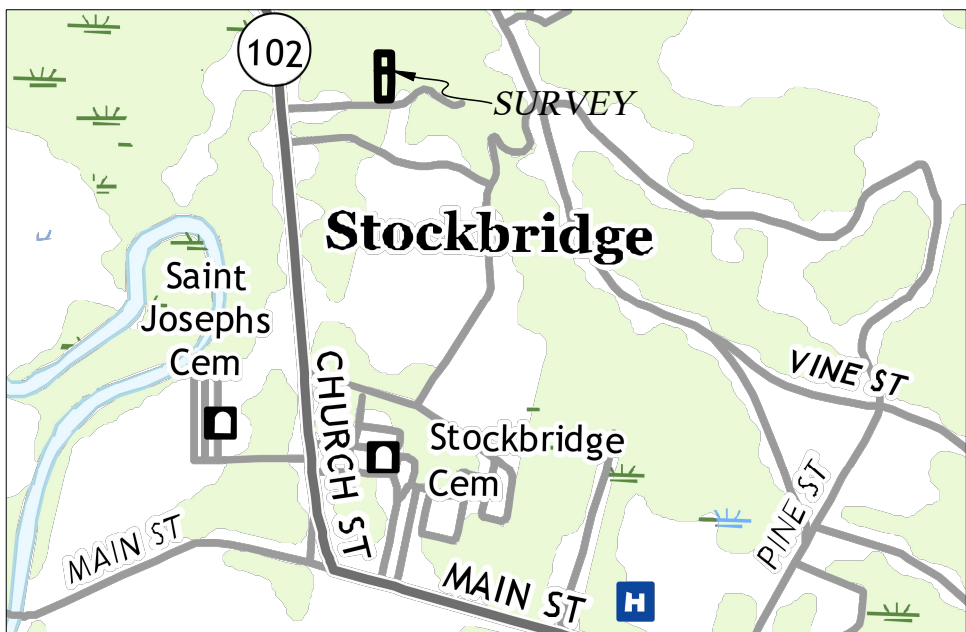 102
SURVEY
Stockbridge
Saint
Josephs
Cem
CHURCH ST
VINE ST
Stockbridge
Cem
PINE ST
MAIN ST
MAIN ST
H